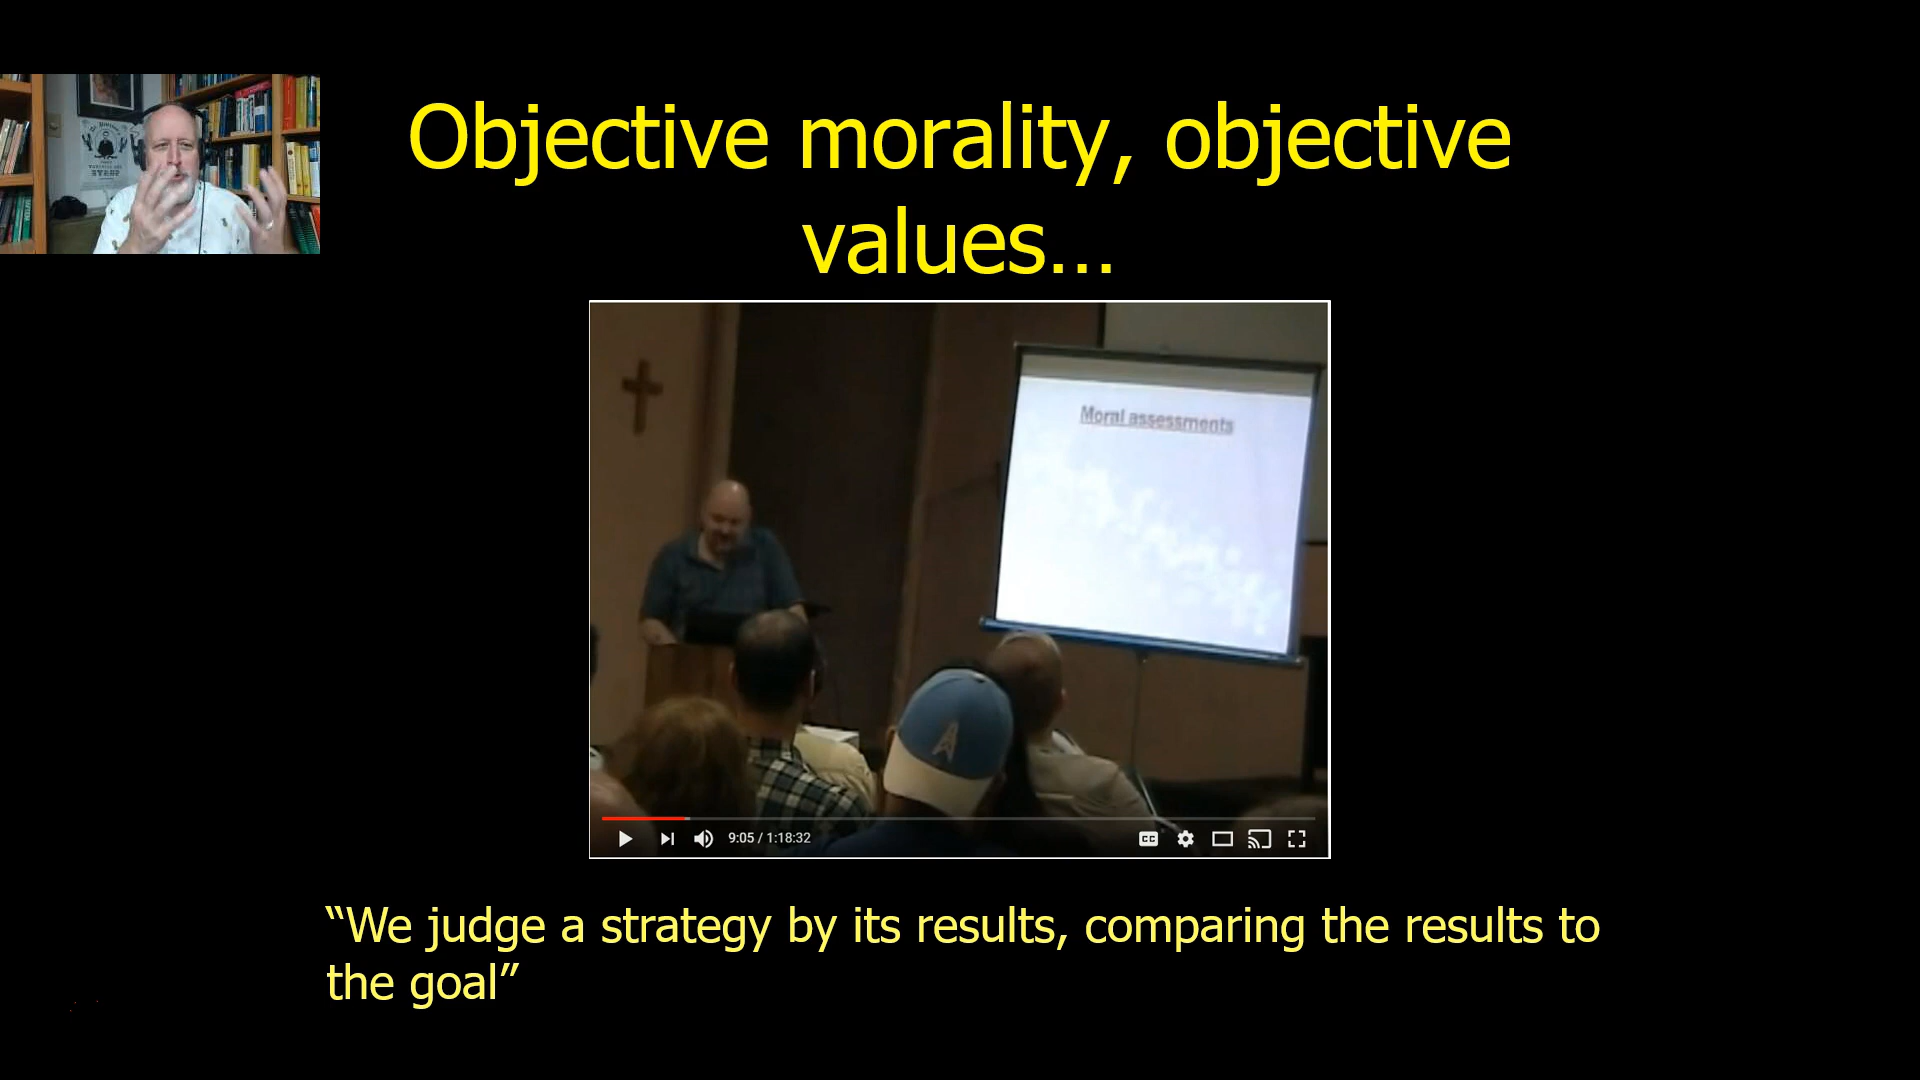 Objective morality, objective
values...
Moral assessments
9:05 / 1:18:32
CC
“We judge a strategy by its results, comparing the results to
the goal”